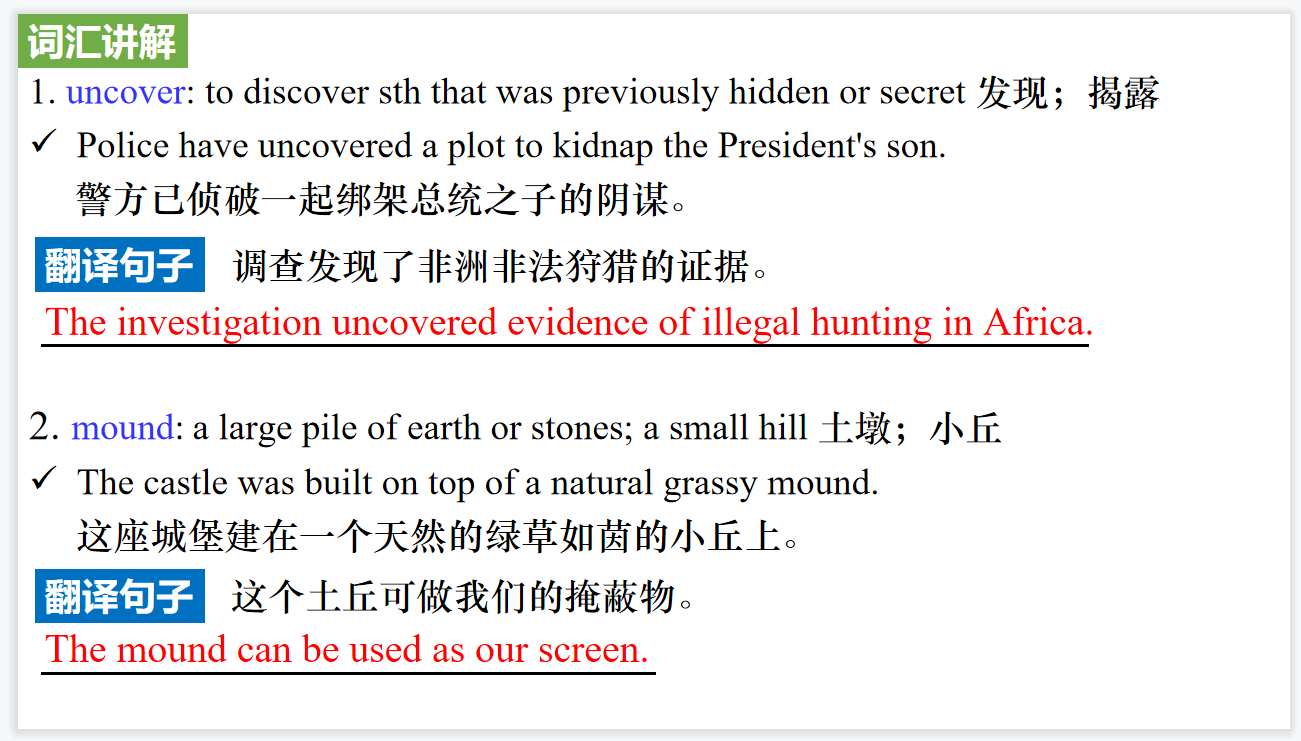 词汇讲解
1. uncover: to discover sth that was previously hidden or secret 发现；揭露
✓ Police have uncovered a plot to kidnap the President's son.
警方已侦破一起绑架总统之子的阴谋。
翻译句子 调查发现了非洲非法狩猎的证据。
The investigation uncovered evidence of illegal hunting in Africa.
2. mound: a large pile of earth or stones; a small hill 土墩；小丘
✓ The castle was built on top of a natural grassy mound.
这座城堡建在一个天然的绿草如茵的小丘上。
翻译句子 这个土丘可做我们的掩蔽物。
The mound can be used as our screen.